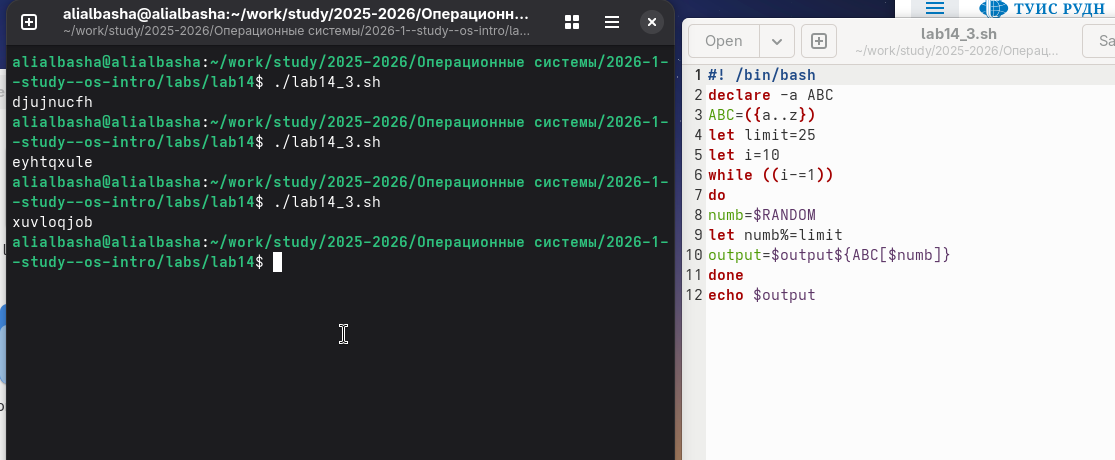 alialbasha@alialbasha:~/work/study/2025-2026/Операционн...
~/work/study/2025-2026/Операционные системы/2026-1--study--os-intro/la...
alialbasha@alialbasha:~/work/study/2025-2026/Операционные системы/2026-1-
-study--os-intro/labs/lab14$ ./lab14_3.sh
djujnucfh
alialbasha@alialbasha:~/work/study/2025-2026/Операционные системы/2026-1-
-study--os-intro/labs/lab14$ ./lab14_3.sh
eyhtqxule
alialbasha@alialbasha:~/work/study/2025-2026/Операционные системы/2026-1-
-study--os-intro/labs/lab14$ ./lab14_3.sh
xuvloqjob
alialbasha@alialbasha:~/work/study/2025-2026/Операционные системы/2026-1-
-study--os-intro/labs/lab14$
ТУИС РУДН
Open
lab14_3.sh
~/work/study/2025-2026/Операц...
Sa
1 #! /bin/bash
2 declare -a ABC
3 ABC=({a..z})
4 let limit=25
5 let i=10
6 while ((i-=1))
7 do
8 numb=$RANDOM
9 let numb%=limit
10 output=$output${ABC[$numb]}
11 done
12 echo $output